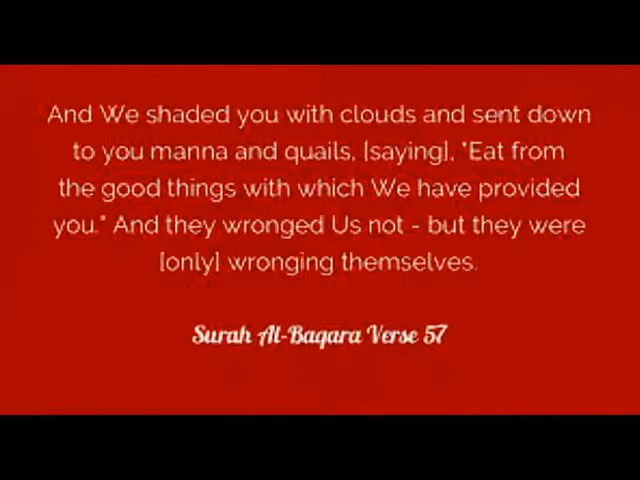 And We shaded you with clouds and sent down
to you manna and quails, [saying], "Eat from
the good things with which We have provided
you." And they wronged Us not - but they were
[only] wronging themselves.
Surah Al-Baqara Verse 57